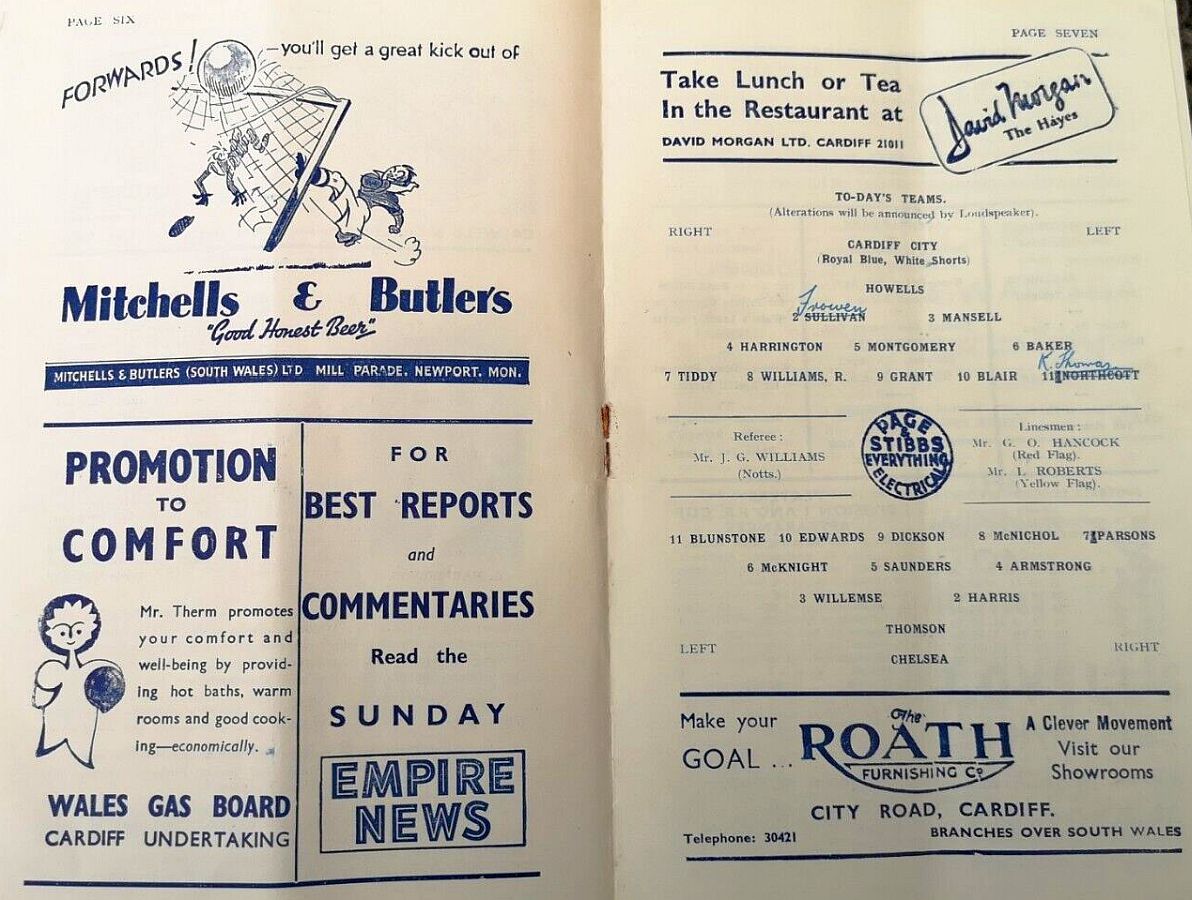 PAGE SIX
FORWARDS! —you'll get a great kick out of
Mitchells & Butlers
"Good Honest Beer"
MITCHELLS & BUTLERS (SOUTH WALES) LTD MILL PARADE, NEWPORT, MON.
PROMOTION
TO
COMFORT
Mr. Therm promotes
your comfort and
well-being by provid-
ing hot baths, warm
rooms and good cook-
ing—economically.
WALES GAS BOARD
CARDIFF UNDERTAKING
FOR
BEST REPORTS
and
COMMENTARIES
Read the
SUNDAY
EMPIRE
NEWS
PAGE SEVEN
Take Lunch or Tea
In the Restaurant at
DAVID MORGAN LTD. CARDIFF 21011
David Morgan
The Hayes
TO-DAY'S TEAMS.
(Alterations will be announced by Loudspeaker).
RIGHT LEFT
CARDIFF CITY
(Royal Blue, White Shorts)
HOWELLS
Frowen
2 SULLIVAN 3 MANSELL
4 HARRINGTON 5 MONTGOMERY 6 BAKER
K. Thomas
7 TIDDY 8 WILLIAMS, R. 9 GRANT 10 BLAIR 11 NORTHCOTT
Referee :
Mr. J. G. WILLIAMS
(Notts.)
PAGE
&
STIBBS
EVERYTHING
ELECTRICAL
Linesmen :
Mr. G. O. HANCOCK
(Red Flag).
Mr. L. ROBERTS
(Yellow Flag).
11 BLUNSTONE 10 EDWARDS 9 DICKSON 8 McNICHOL 7 PARSONS
6 McKNIGHT 5 SAUNDERS 4 ARMSTRONG
3 WILLEMSE 2 HARRIS
THOMSON
LEFT RIGHT
CHELSEA
Make your
GOAL ...
The
ROATH
FURNISHING Co
A Clever Movement
Visit our
Showrooms
CITY ROAD, CARDIFF.
Telephone: 30421 BRANCHES OVER SOUTH WALES